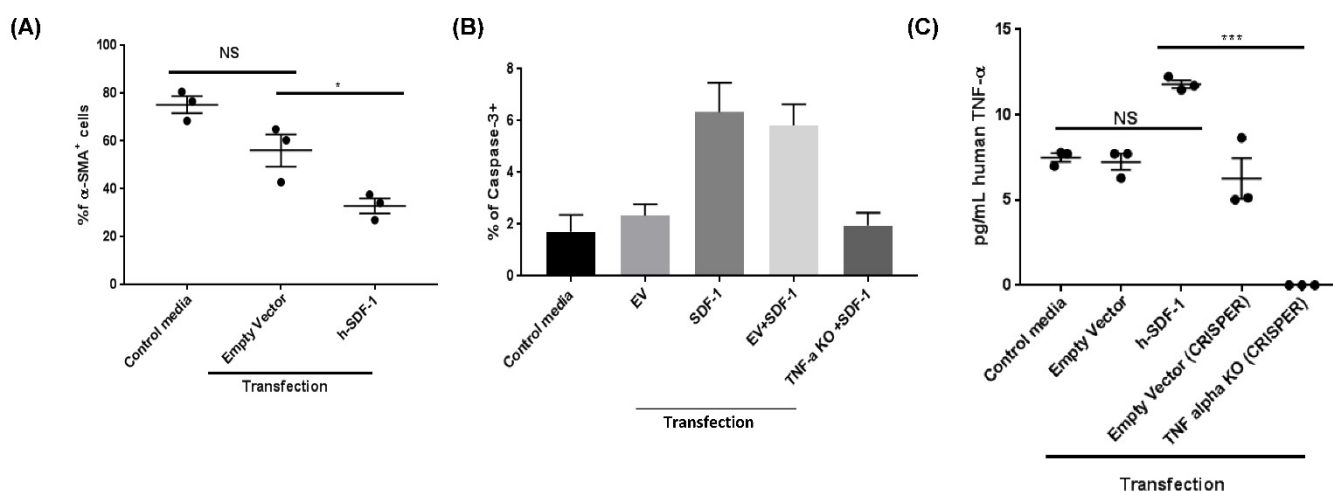 (A)
NS
*
%f α-SMA+ cells
100
80
60
40
20
0
Control media
Empty Vector
h-SDF-1
Transfection
(B)
% of Caspase-3+
8
6
4
2
0
Control media
EV
SDF-1
EV+SDF-1
TNF-a KO +SDF-1
Transfection
(C)
***
NS
pg/mL human TNF-α
15
10
5
0
Control media
Empty Vector
h-SDF-1
Empty Vector (CRISPER)
TNF alpha KO (CRISPER)
Transfection